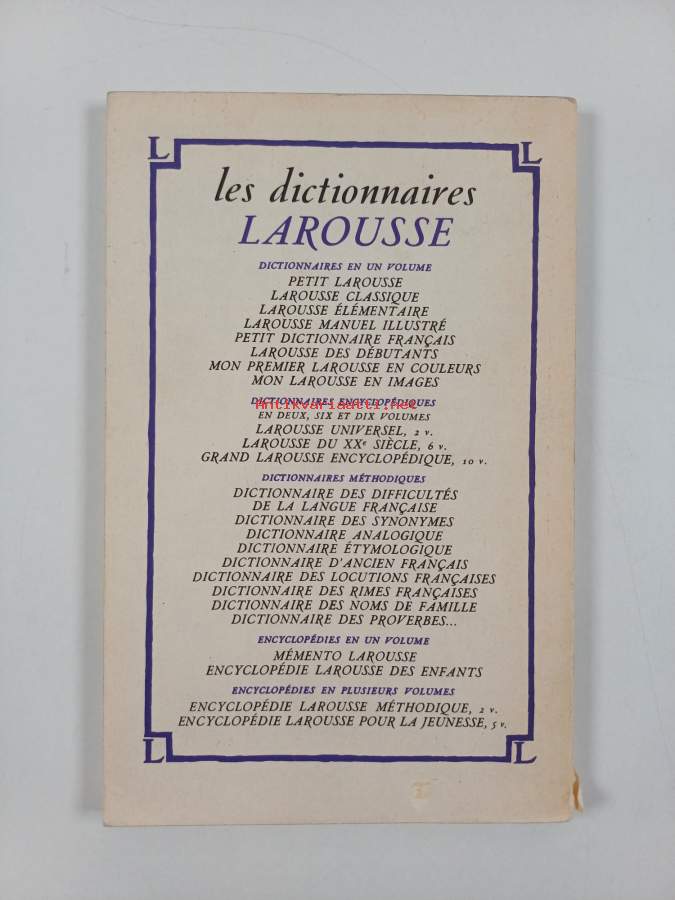 L L
les dictionnaires
LAROUSSE
DICTIONNAIRES EN UN VOLUME
PETIT LAROUSSE
LAROUSSE CLASSIQUE
LAROUSSE ÉLÉMENTAIRE
LAROUSSE MANUEL ILLUSTRÉ
PETIT DICTIONNAIRE FRANÇAIS
LAROUSSE DES DÉBUTANTS
MON PREMIER LAROUSSE EN COULEURS
MON LAROUSSE EN IMAGES
DICTIONNAIRES ENCYCLOPÉDIQUES
Antikvariaatti.net
EN DEUX, SIX ET DIX VOLUMES
LAROUSSE UNIVERSEL, 2 v.
LAROUSSE DU XXe SIÈCLE, 6 v.
GRAND LAROUSSE ENCYCLOPÉDIQUE, 10 v.
DICTIONNAIRES MÉTHODIQUES
DICTIONNAIRE DES DIFFICULTÉS
DE LA LANGUE FRANÇAISE
DICTIONNAIRE DES SYNONYMES
DICTIONNAIRE ANALOGIQUE
DICTIONNAIRE ÉTYMOLOGIQUE
DICTIONNAIRE D'ANCIEN FRANÇAIS
DICTIONNAIRE DES LOCUTIONS FRANÇAISES
DICTIONNAIRE DES RIMES FRANÇAISES
DICTIONNAIRE DES NOMS DE FAMILLE
DICTIONNAIRE DES PROVERBES...
ENCYCLOPÉDIES EN UN VOLUME
MÉMENTO LAROUSSE
ENCYCLOPÉDIE LAROUSSE DES ENFANTS
ENCYCLOPÉDIES EN PLUSIEURS VOLUMES
ENCYCLOPÉDIE LAROUSSE MÉTHODIQUE, 2 v.
ENCYCLOPÉDIE LAROUSSE POUR LA JEUNESSE, 5 v.
L L